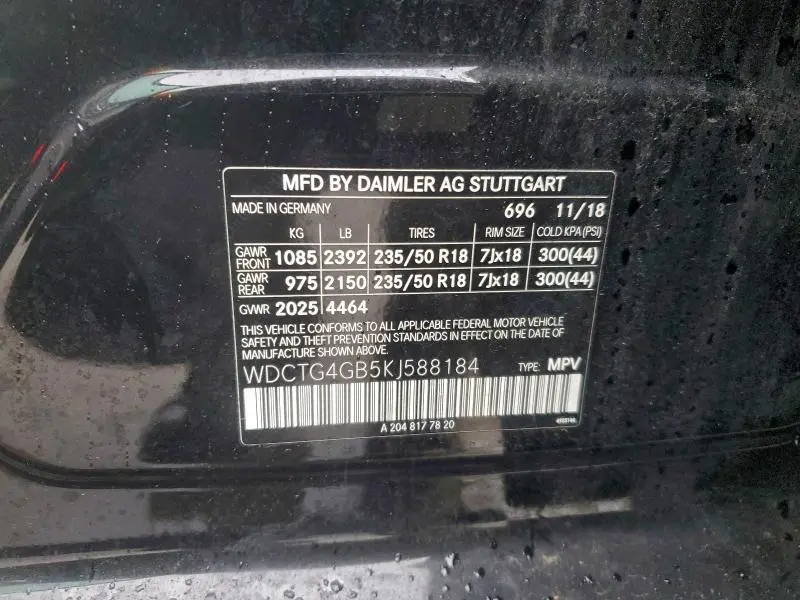 MFD BY DAIMLER AG STUTTGART
MADE IN GERMANY 696 11/18
KG LB TIRES RIM SIZE COLD KPA (PSI)
GAWR FRONT 1085 2392 235/50 R18 7Jx18 300(44)
GAWR REAR 975 2150 235/50 R18 7Jx18 300(44)
GVWR 2025 4464
THIS VEHICLE CONFORMS TO ALL APPLICABLE FEDERAL MOTOR VEHICLE
SAFETY AND THEFT PREVENTION STANDARDS IN EFFECT ON THE DATE OF
MANUFACTURE SHOWN ABOVE.
WDCTG4GB5KJ588184 TYPE: MPV
A 204 817 78 20